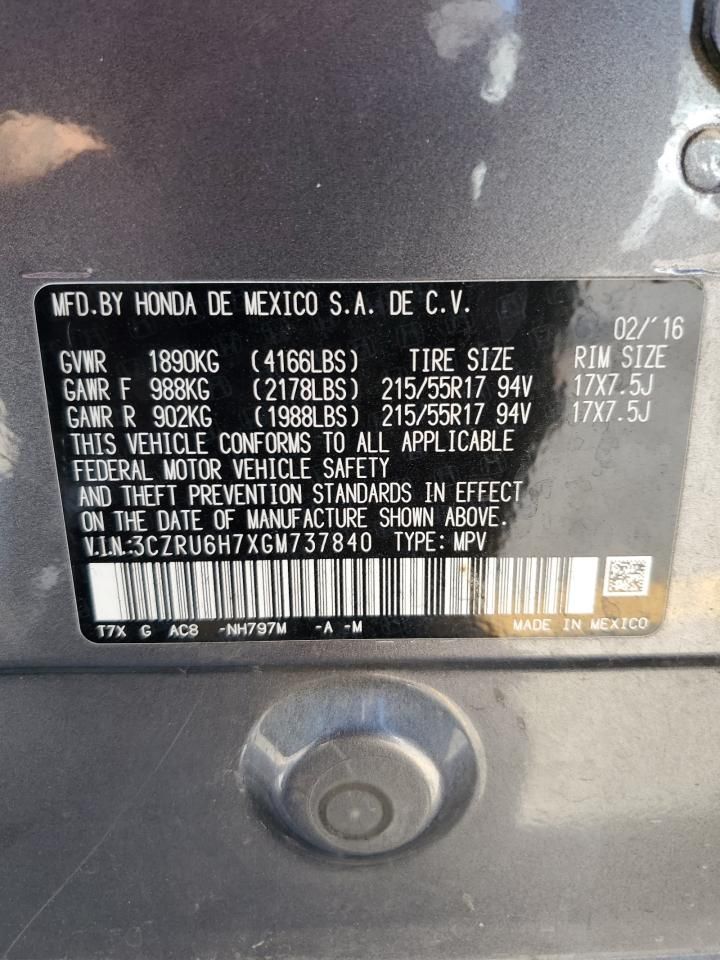 MFD.BY HONDA DE MEXICO S.A. DE C.V.
02/'16
GVWR 1890KG (4166LBS) TIRE SIZE RIM SIZE
GAWR F 988KG (2178LBS) 215/55R17 94V 17X7.5J
GAWR R 902KG (1988LBS) 215/55R17 94V 17X7.5J
THIS VEHICLE CONFORMS TO ALL APPLICABLE
FEDERAL MOTOR VEHICLE SAFETY
AND THEFT PREVENTION STANDARDS IN EFFECT
ON THE DATE OF MANUFACTURE SHOWN ABOVE.
V.I.N:3CZRU6H7XGM737840 TYPE: MPV
T7X G AC8 -NH797M -A -M MADE IN MEXICO